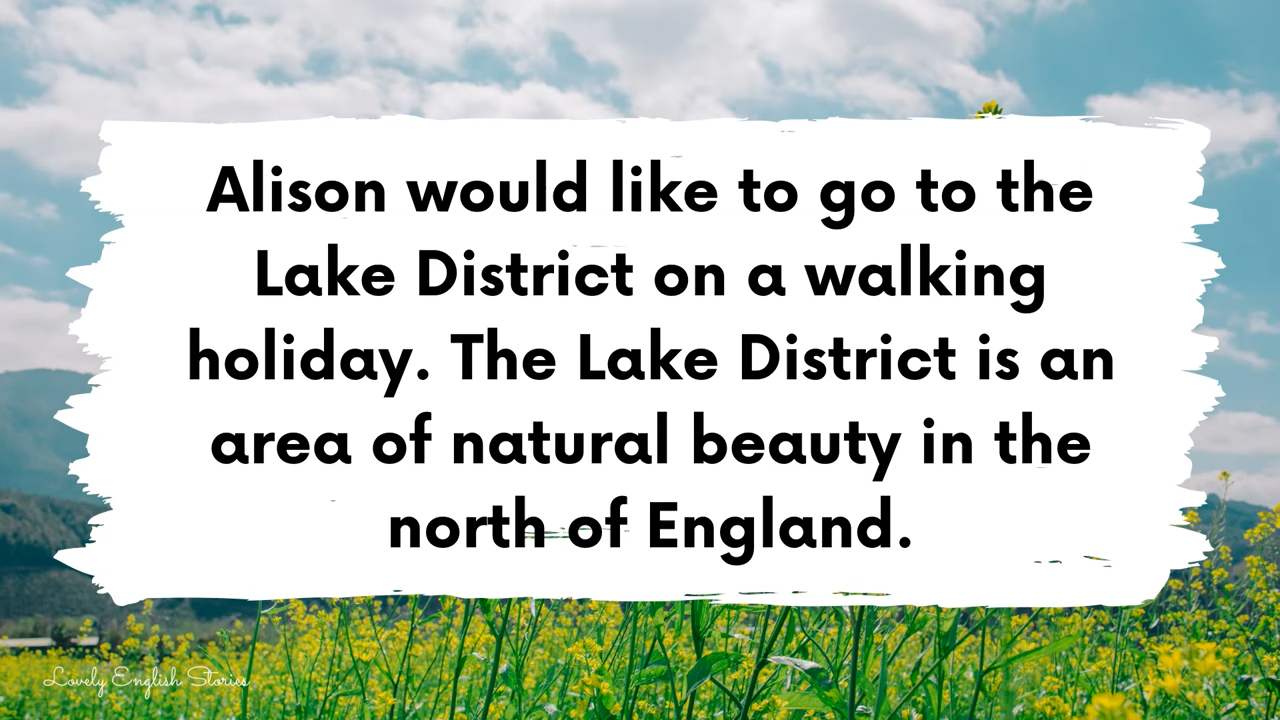 Alison would like to go to the
Lake District on a walking
holiday. The Lake District is an
area of natural beauty in the
north of England.
Lovely English Stories